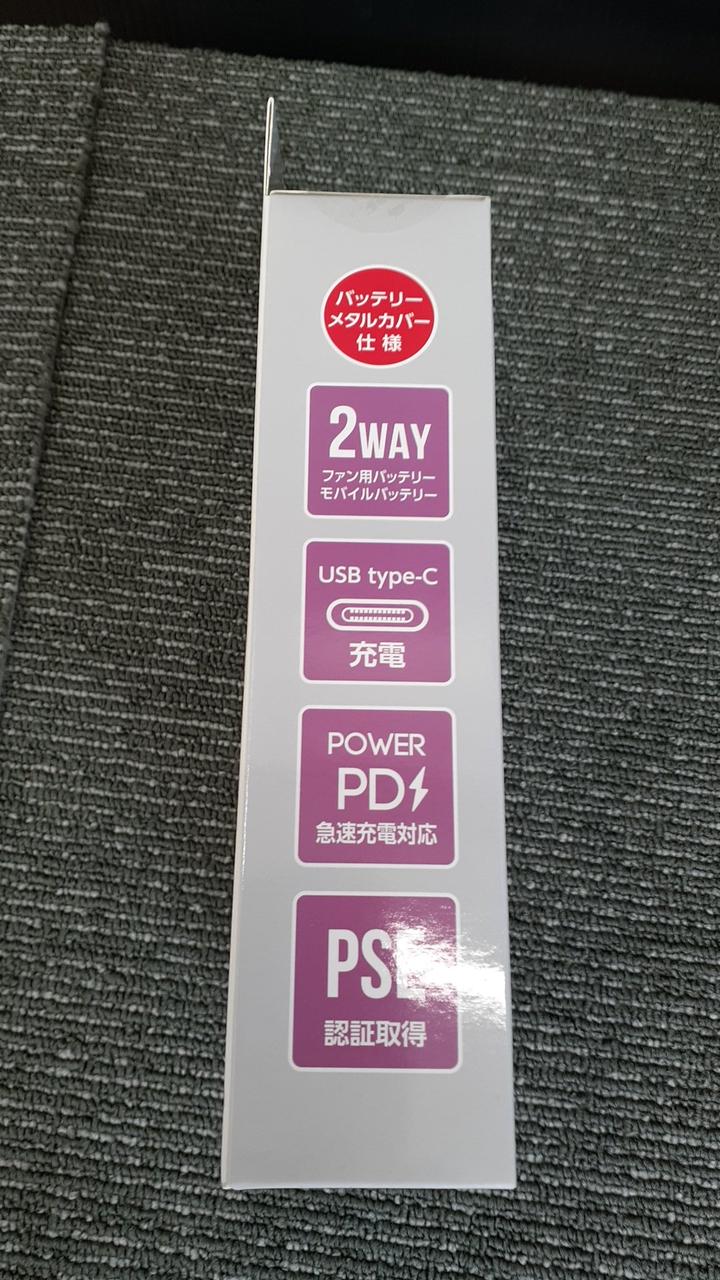 バッテリー
メタルカバー
仕様
2WAY
ファン用バッテリー
モバイルバッテリー
USB type-C
充電
POWER
PD
急速充電対応
PSE
認証取得